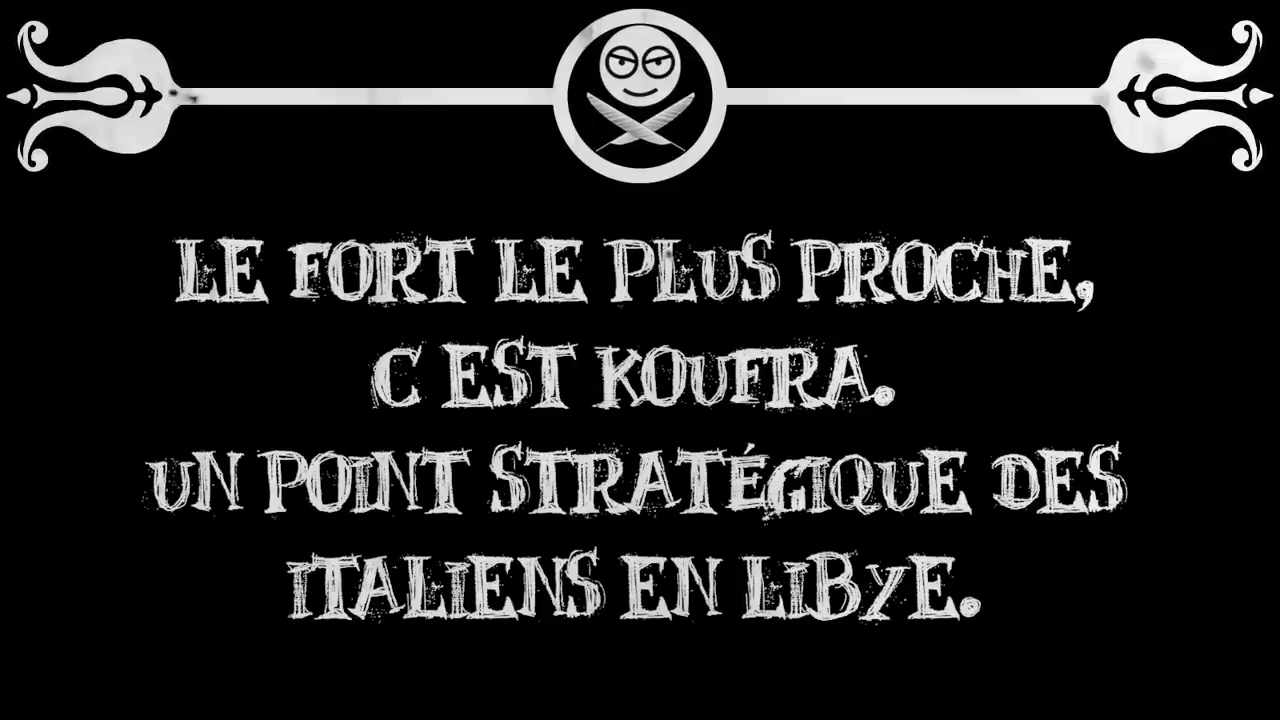 LE FORT LE PLUS PROCHE,
C EST KOUFRA.
UN POINT STRATÉGIQUE DES
ITALIENS EN LIBYE.